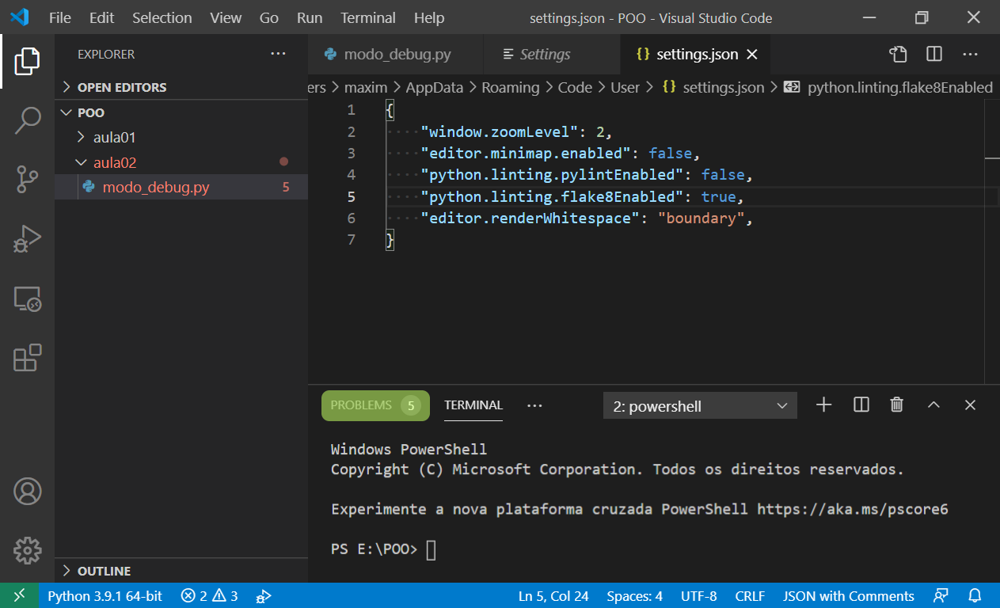 File Edit Selection View Go Run Terminal Help settings.json - POO - Visual Studio Code
EXPLORER
OPEN EDITORS
POO
aula01
aula02
modo_debug.py 5
OUTLINE
modo_debug.py Settings {} settings.json
ers > maxim > AppData > Roaming > Code > User > {} settings.json > python.linting.flake8Enabled
1 {
2 ····"window.zoomLevel": 2,
3 ····"editor.minimap.enabled": false,
4 ····"python.linting.pylintEnabled": false,
5 ····"python.linting.flake8Enabled": true,
6 ····"editor.renderWhitespace": "boundary",
7 }
PROBLEMS 5 TERMINAL ··· 2: powershell
Windows PowerShell
Copyright (C) Microsoft Corporation. Todos os direitos reservados.
Experimente a nova plataforma cruzada PowerShell https://aka.ms/pscore6
PS E:\POO>
Python 3.9.1 64-bit 2 3 Ln 5, Col 24 Spaces: 4 UTF-8 CRLF JSON with Comments